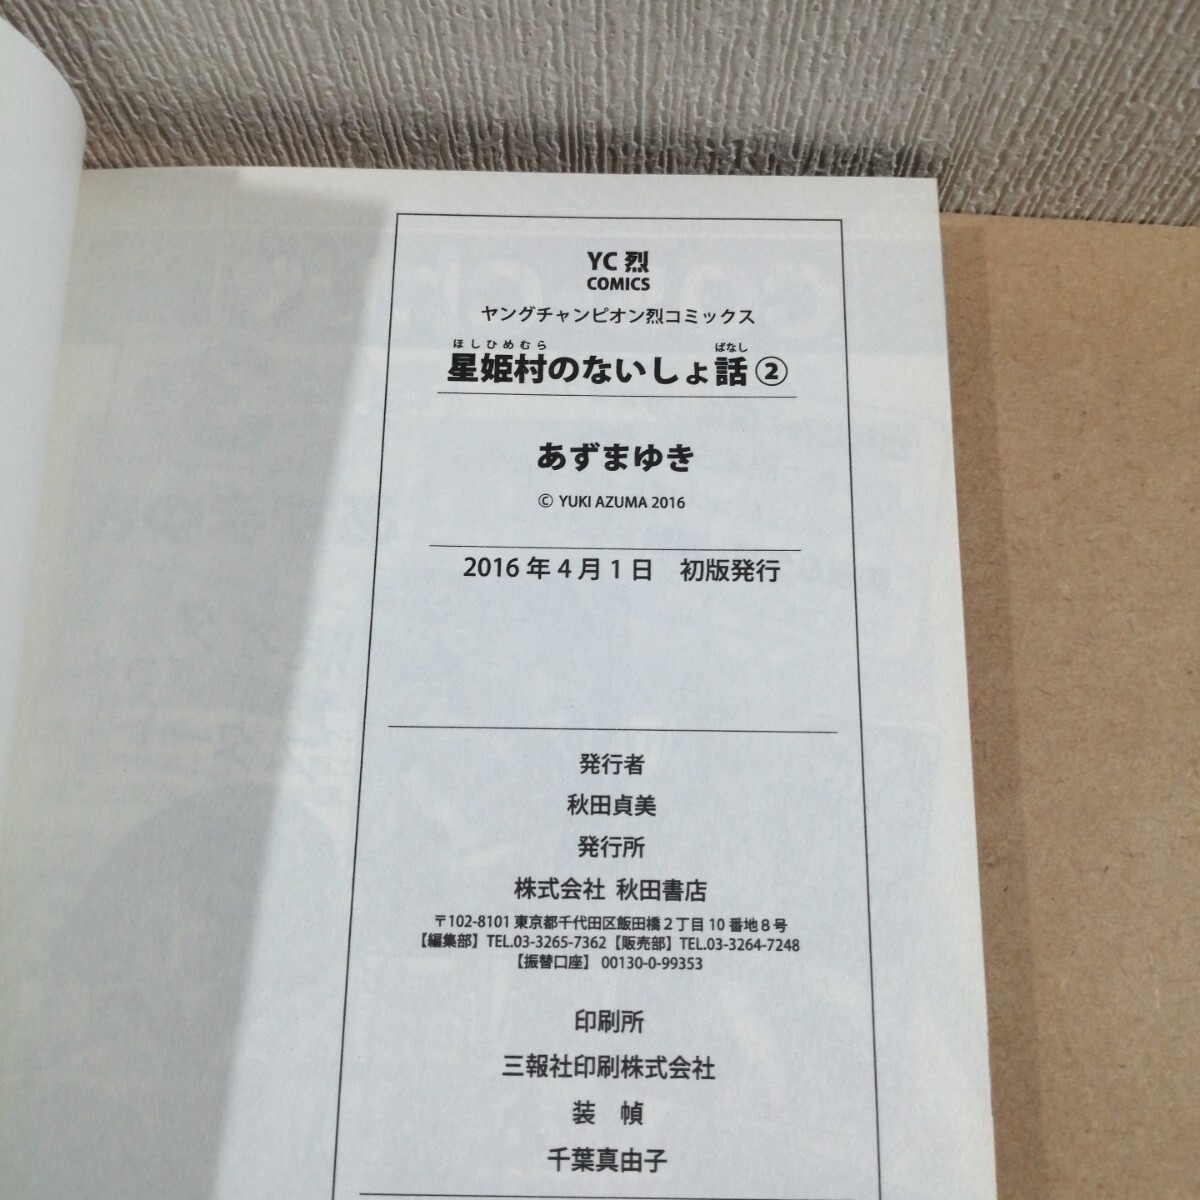 YC烈
COMICS
ヤングチャンピオン烈コミックス
ほしひめむら ばなし
星姫村のないしょ話②
あずまゆき
© YUKI AZUMA 2016
2016年4月1日 初版発行
発行者
秋田貞美
発行所
株式会社 秋田書店
〒102-8101 東京都千代田区飯田橋2丁目10番地8号
【編集部】TEL.03-3265-7362【販売部】TEL.03-3264-7248
【振替口座】00130-0-99353
印刷所
三報社印刷株式会社
装 幀
千葉真由子